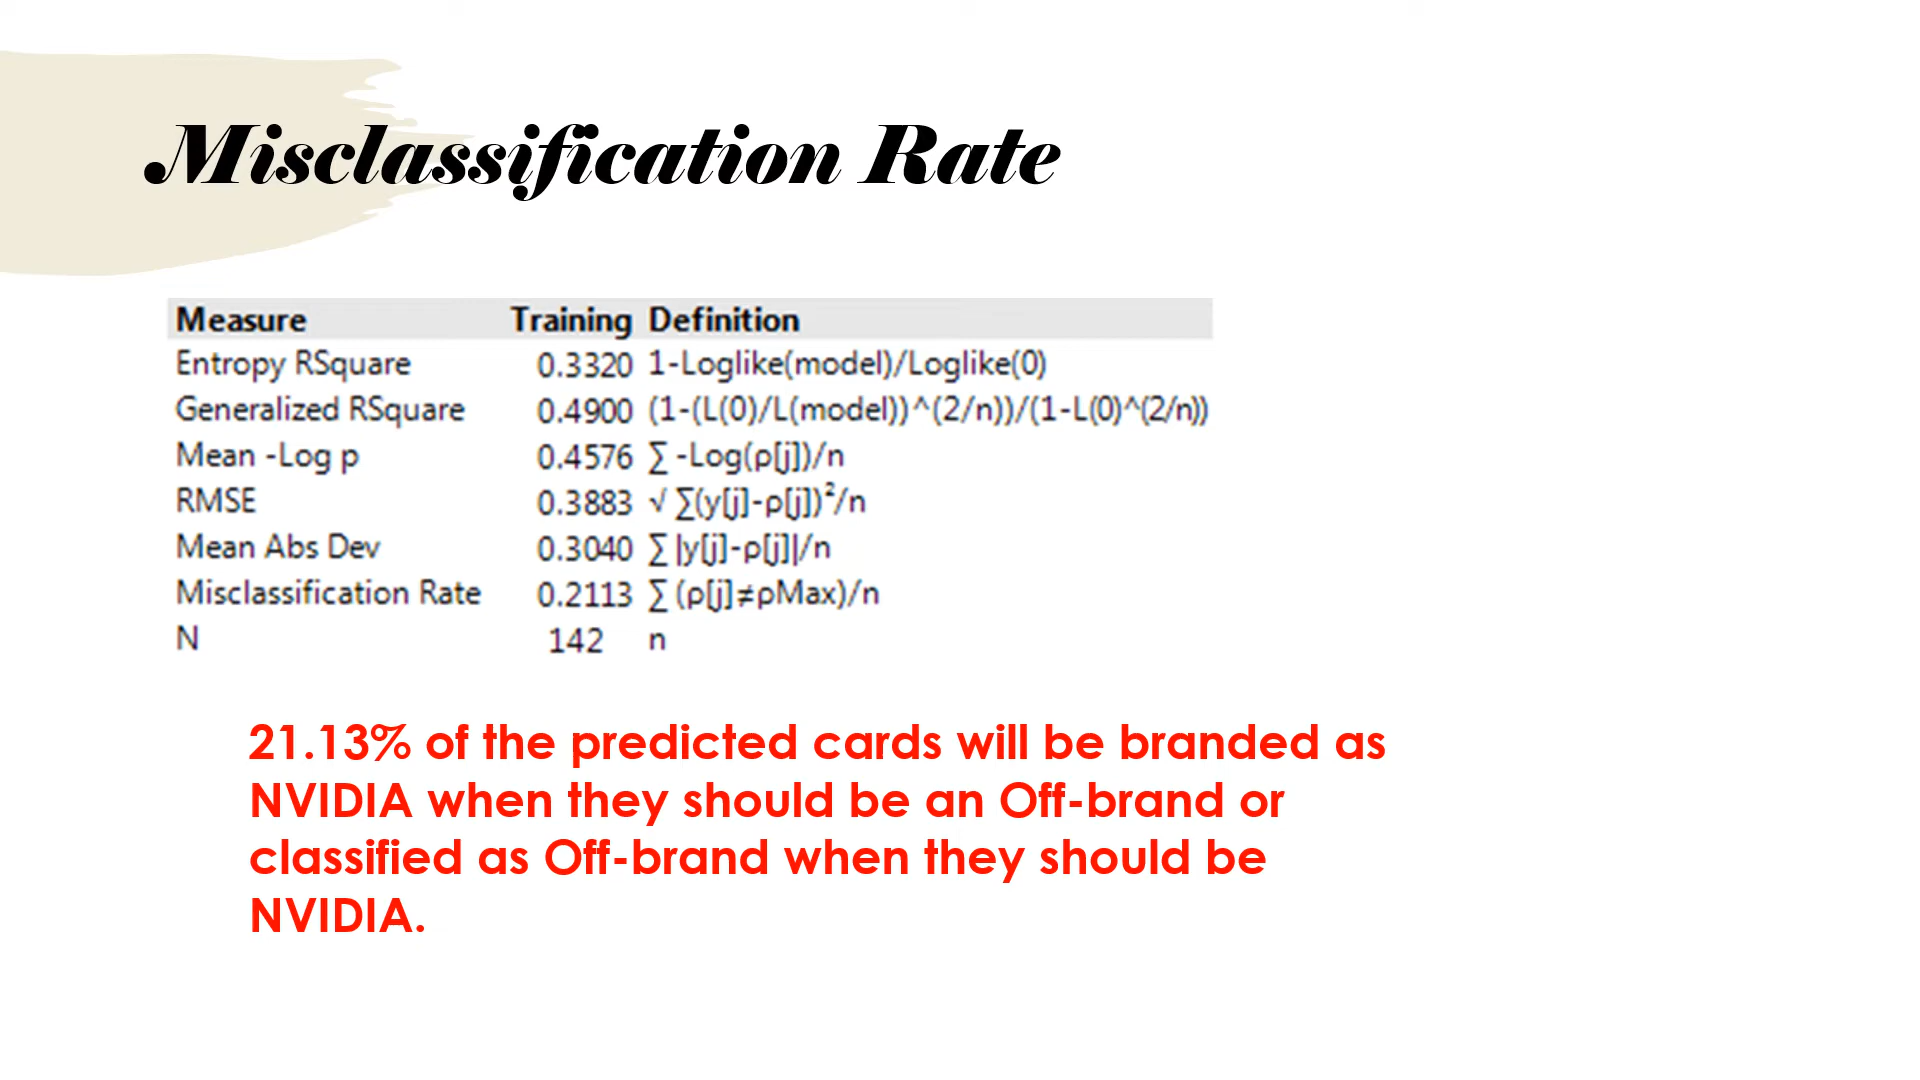 Misclassification Rate
Measure Training Definition
Entropy RSquare 0.3320 1-Loglike(model)/Loglike(0)
Generalized RSquare 0.4900 (1-(L(0)/L(model))^(2/n))/(1-L(0)^(2/n))
Mean -Log p 0.4576 ∑ -Log(ρ[j])/n
RMSE 0.3883 √ ∑(y[j]-ρ[j])²/n
Mean Abs Dev 0.3040 ∑ |y[j]-ρ[j]|/n
Misclassification Rate 0.2113 ∑ (ρ[j]≠ρMax)/n
N 142 n
21.13% of the predicted cards will be branded as
NVIDIA when they should be an Off-brand or
classified as Off-brand when they should be
NVIDIA.